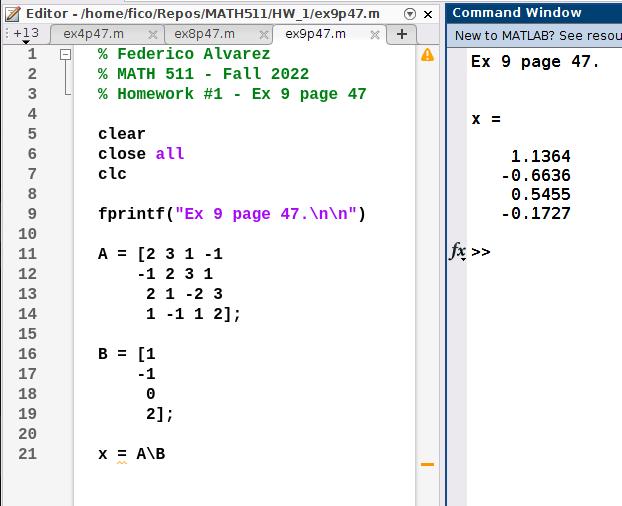 Editor - /home/fico/Repos/MATH511/HW_1/ex9p47.m
+13 ex4p47.m ex8p47.m ex9p47.m +
1 % Federico Alvarez
2 % MATH 511 - Fall 2022
3 % Homework #1 - Ex 9 page 47
4
5 clear
6 close all
7 clc
8
9 fprintf("Ex 9 page 47.\n\n")
10
11 A = [2 3 1 -1
12 -1 2 3 1
13 2 1 -2 3
14 1 -1 1 2];
15
16 B = [1
17 -1
18 0
19 2];
20
21 x = A\B
Command Window
New to MATLAB? See resou
Ex 9 page 47.
x =
1.1364
-0.6636
0.5455
-0.1727
fx >>